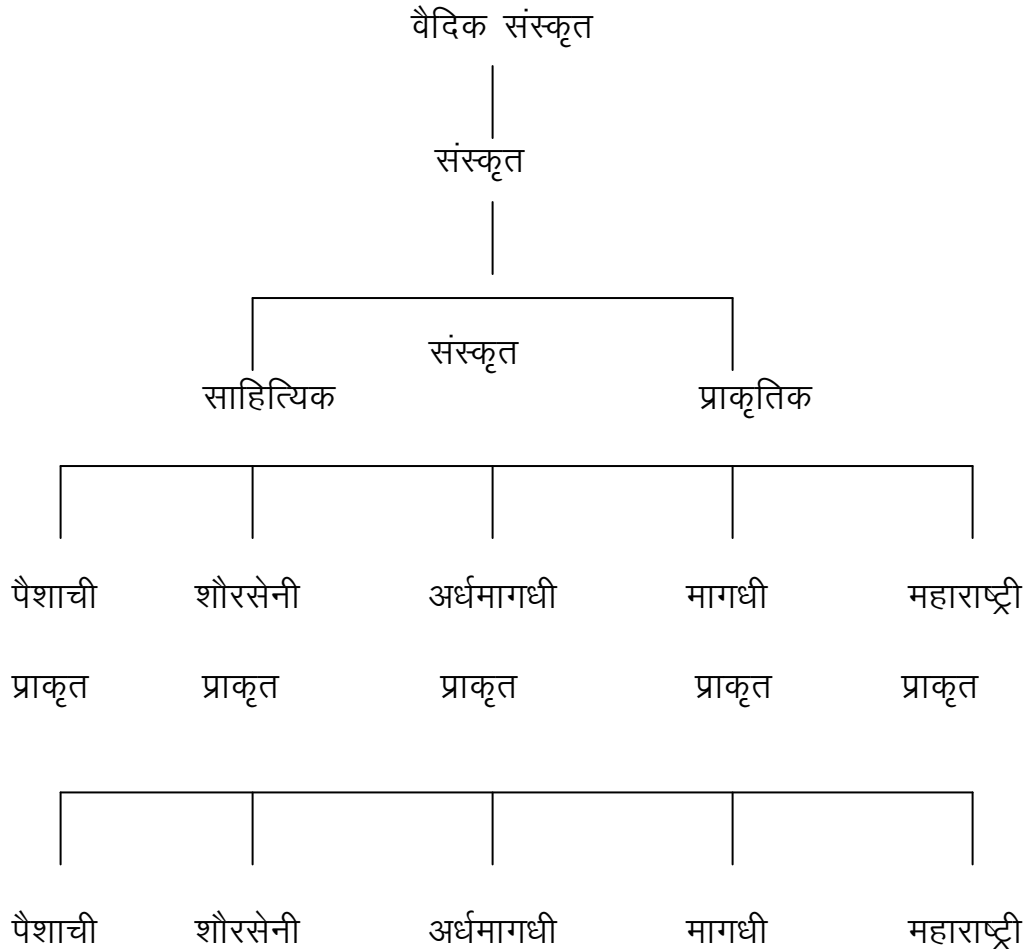 वैदिक संस्कृत
संस्कृत
संस्कृत
साहित्यिक प्राकृतिक
पैशाची शौरसेनी अर्धमागधी मागधी महाराष्ट्री
प्राकृत प्राकृत प्राकृत प्राकृत प्राकृत
पैशाची शौरसेनी अर्धमागधी मागधी महाराष्ट्री